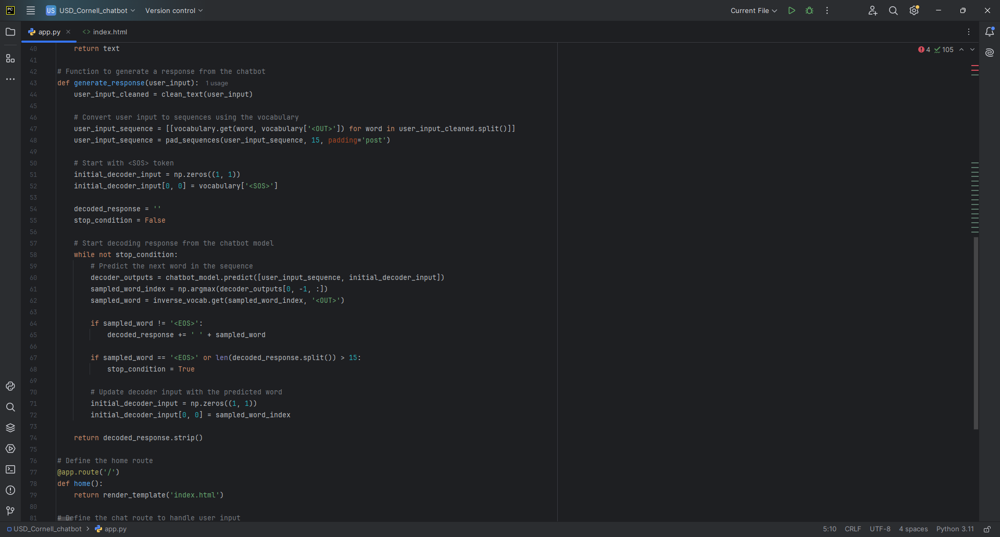 PC
US USD_Cornell_chatbot Version control Current File
app.py <> index.html
4 105
40 return text
41
42 # Function to generate a response from the chatbot
43 def generate_response(user_input): 1 usage
44 user_input_cleaned = clean_text(user_input)
45
46 # Convert user input to sequences using the vocabulary
47 user_input_sequence = [[vocabulary.get(word, vocabulary['<OUT>']) for word in user_input_cleaned.split()]]
48 user_input_sequence = pad_sequences(user_input_sequence, 15, padding='post')
49
50 # Start with <SOS> token
51 initial_decoder_input = np.zeros((1, 1))
52 initial_decoder_input[0, 0] = vocabulary['<SOS>']
53
54 decoded_response = ''
55 stop_condition = False
56
57 # Start decoding response from the chatbot model
58 while not stop_condition:
59 # Predict the next word in the sequence
60 decoder_outputs = chatbot_model.predict([user_input_sequence, initial_decoder_input])
61 sampled_word_index = np.argmax(decoder_outputs[0, -1, :])
62 sampled_word = inverse_vocab.get(sampled_word_index, '<OUT>')
63
64 if sampled_word != '<EOS>':
65 decoded_response += ' ' + sampled_word
66
67 if sampled_word == '<EOS>' or len(decoded_response.split()) > 15:
68 stop_condition = True
69
70 # Update decoder input with the predicted word
71 initial_decoder_input = np.zeros((1, 1))
72 initial_decoder_input[0, 0] = sampled_word_index
73
74 return decoded_response.strip()
75
76 # Define the home route
77 @app.route('/')
78 def home():
79 return render_template('index.html')
80
81 # Define the chat route to handle user input
USD_Cornell_chatbot > app.py 5:10 CRLF UTF-8 4 spaces Python 3.11